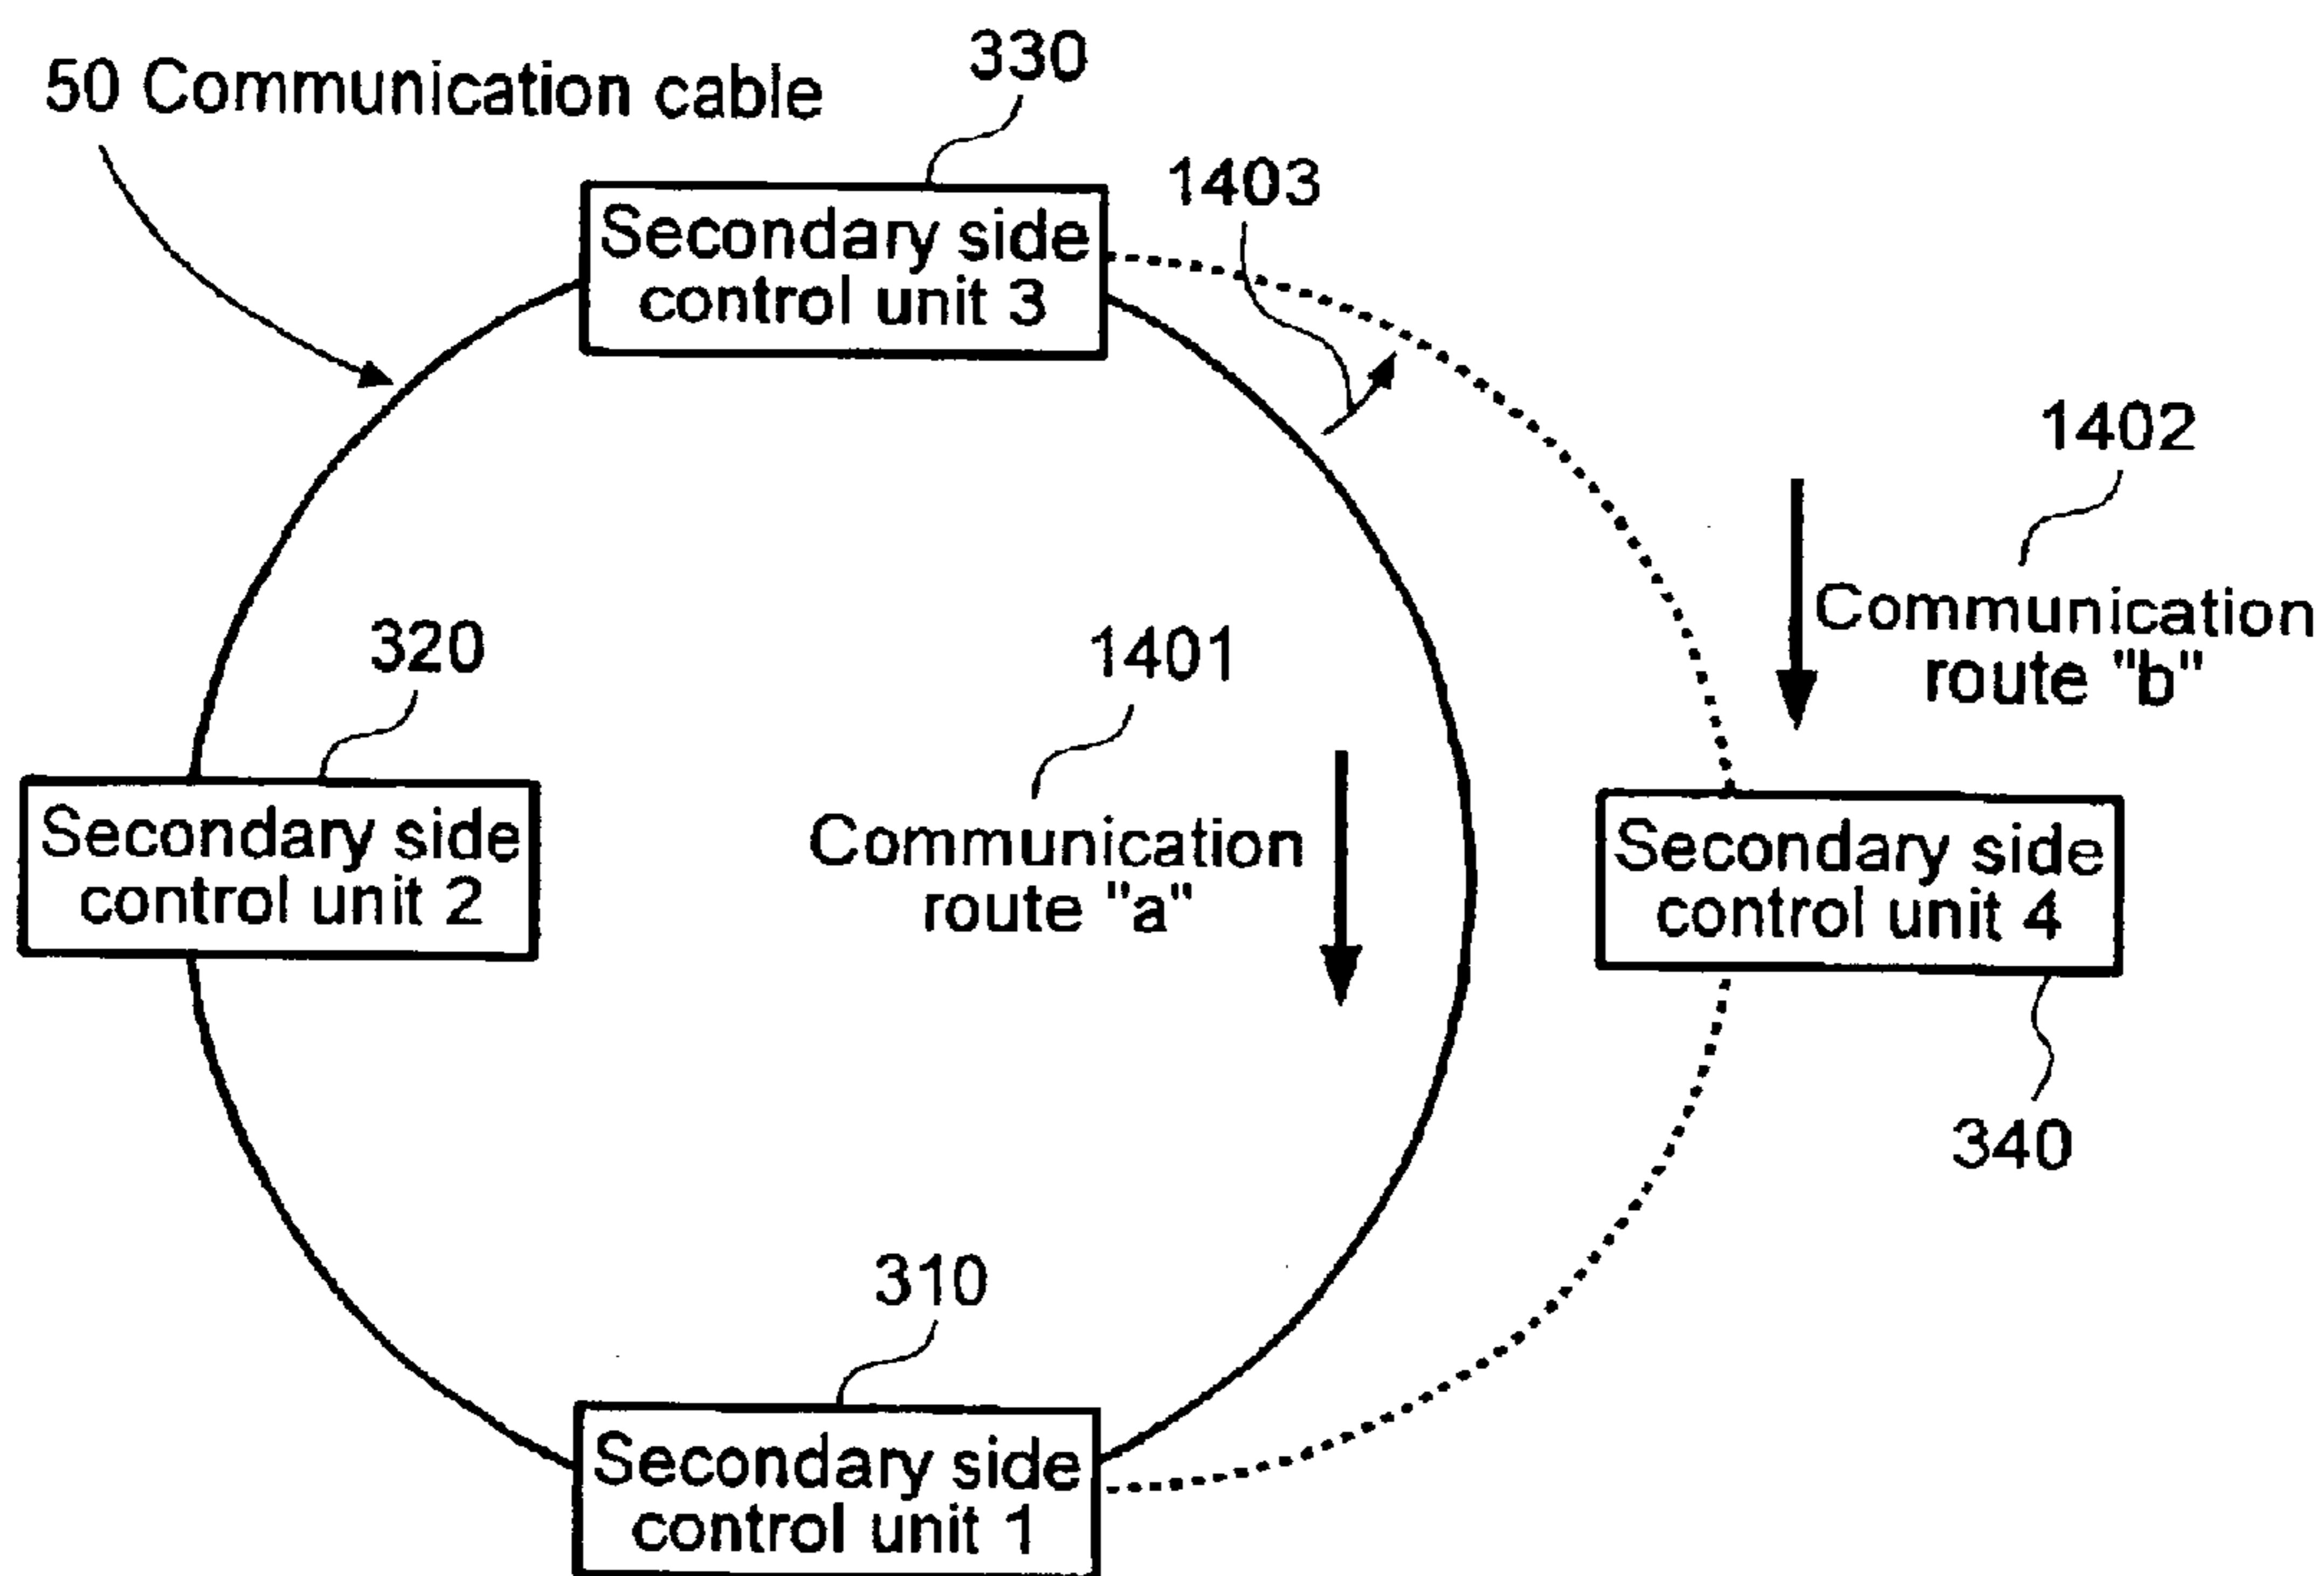 330
50 Communication cable
1403
Secondary side
control unit 3
1402
Communication
route "b"
320
1401
Secondary side
control unit 2
Communication
route "a"
Secondary side
control unit 4
340
310
Secondary side
control unit 1